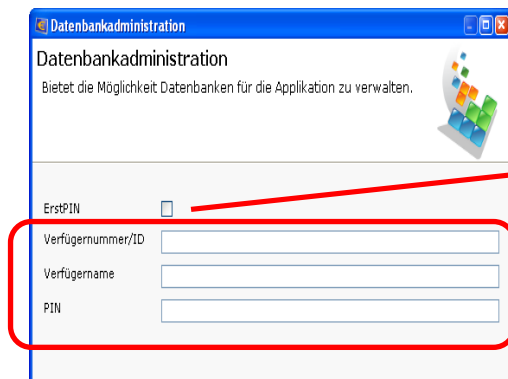 Datenbankadministration
Datenbankadministration
Bietet die Möglichkeit Datenbanken für die Applikation zu verwalten.
ErstPIN
Verfügernummer/ID
Verfügername
PIN